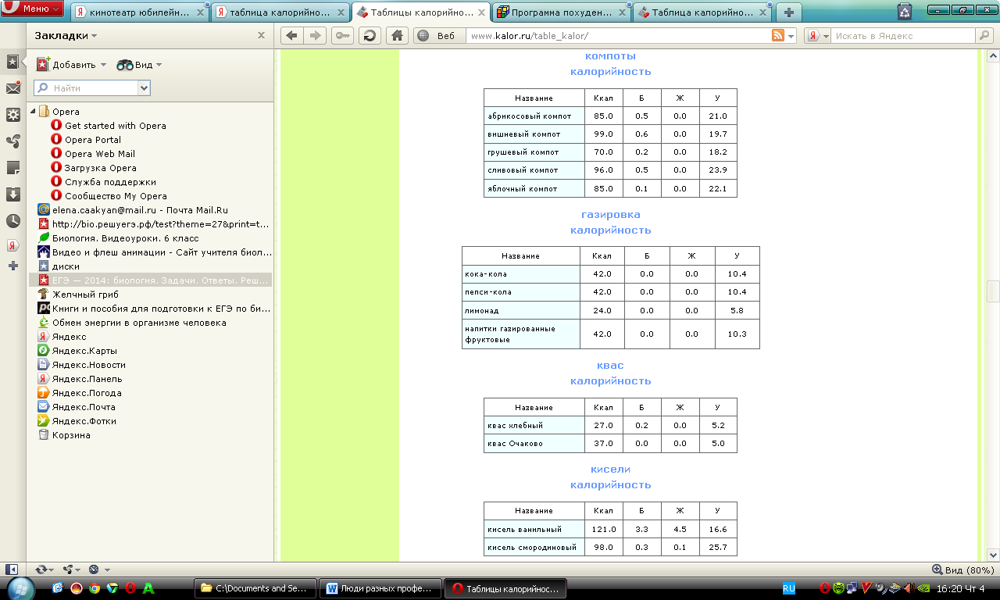 Меню
кинотеатр юбилейн...
таблица калорийно...
Таблицы калорийно...
Программа похуден...
Таблица калорийно...
Закладки
Веб
www.kalor.ru/table_kalor/
Искать в Яндекс
Добавить
Вид
Найти
Opera
Get started with Opera
Opera Portal
Opera Web Mail
Загрузка Opera
Служба поддержки
Сообщество My Opera
elena.caakyan@mail.ru - Почта Mail.Ru
Биология - видеоуроки. 6 класс
Видео и флеш анимации - Сайт учителя биол...
диски
ЕГЭ — 2014: биология. Задачи. Ответы. Реш...
Желчный гриб
Книги и пособия для подготовки к ЕГЭ по би...
Обмен энергии в организме человека
Яндекс
Яндекс.Карты
Яндекс.Новости
Яндекс.Панель
Яндекс.Погода
Яндекс.Почта
Яндекс.Фотки
Корзина
компоты
калорийность
Название Ккал Б Ж У
абрикосовый компот 85.0 0.5 0.0 21.0
вишневый компот 99.0 0.6 0.0 19.7
грушевый компот 70.0 0.2 0.0 18.2
сливовый компот 96.0 0.5 0.0 23.9
яблочный компот 85.0 0.1 0.0 22.1
газировка
калорийность
Название Ккал Б Ж У
кока-кола 42.0 0.0 0.0 10.4
пепси-кола 42.0 0.0 0.0 10.4
лимонад 24.0 0.0 0.0 5.8
напитки газированные
фруктовые 42.0 0.0 0.0 10.3
квас
калорийность
Название Ккал Б Ж У
квас хлебный 27.0 0.2 0.0 5.2
квас Очаково 37.0 0.0 0.0 5.0
кисели
калорийность
Название Ккал Б Ж У
кисель ванильный 121.0 3.3 4.5 16.6
кисель смородиновый 98.0 0.3 0.1 25.7
Вид (80%)
C:\Documents and Se...
Люди разных профе...
Таблицы калорийнос...
RU
16:20 Чт 4